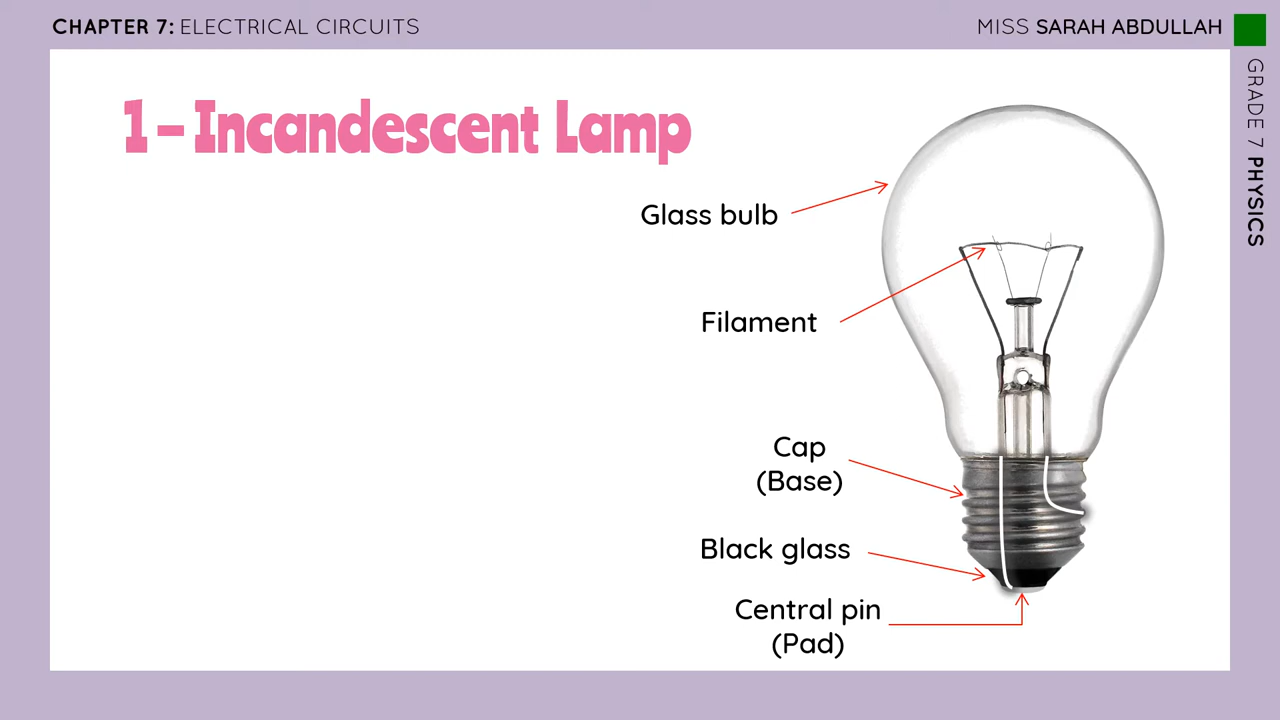 CHAPTER 7: ELECTRICAL CIRCUITS
MISS SARAH ABDULLAH
GRADE 7 PHYSICS
1-Incandescent Lamp
Glass bulb
Filament
Cap
(Base)
Black glass
Central pin
(Pad)